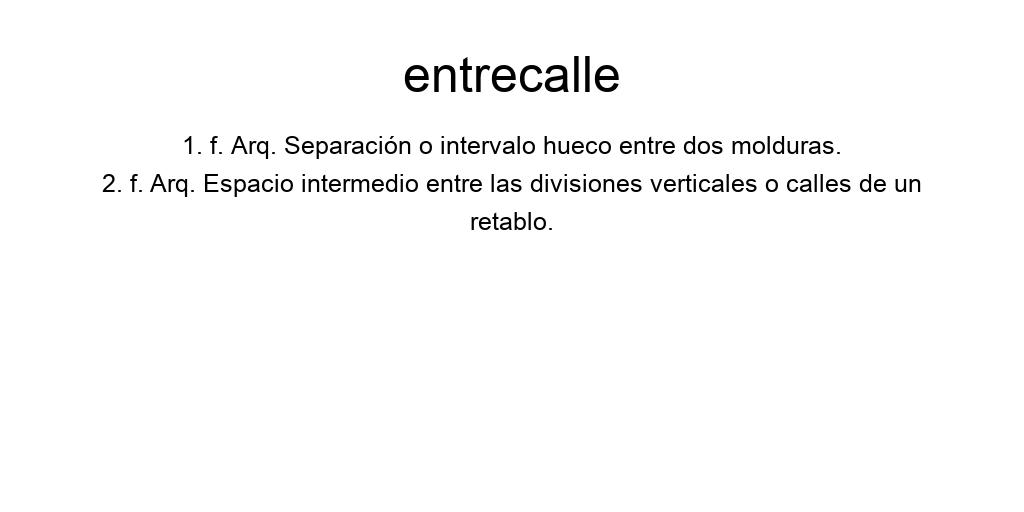 entrecalle
1. f. Arq. Separación o intervalo hueco entre dos molduras.
2. f. Arq. Espacio intermedio entre las divisiones verticales o calles de un
retablo.